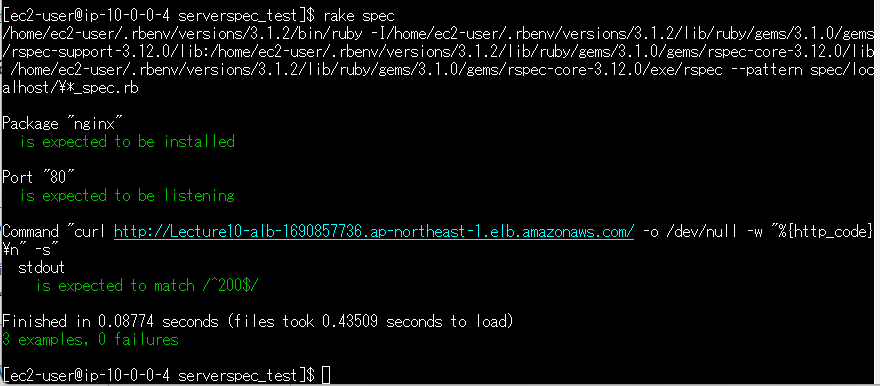 [ec2-user@ip-10-0-0-4 serverspec_test]$ rake spec
/home/ec2-user/.rbenv/versions/3.1.2/bin/ruby -I/home/ec2-user/.rbenv/versions/3.1.2/lib/ruby/gems/3.1.0/gems
/rspec-support-3.12.0/lib:/home/ec2-user/.rbenv/versions/3.1.2/lib/ruby/gems/3.1.0/gems/rspec-core-3.12.0/lib
/home/ec2-user/.rbenv/versions/3.1.2/lib/ruby/gems/3.1.0/gems/rspec-core-3.12.0/exe/rspec --pattern spec/loc
alhost/¥*_spec.rb
Package "nginx"
is expected to be installed
Port "80"
is expected to be listening
Command "curl http://Lecture10-alb-1690857736.ap-northeast-1.elb.amazonaws.com/ -o /dev/null -w "%{http_code}
¥n" -s"
stdout
is expected to match /^200$/
Finished in 0.08774 seconds (files took 0.43509 seconds to load)
3 examples, 0 failures
[ec2-user@ip-10-0-0-4 serverspec_test]$